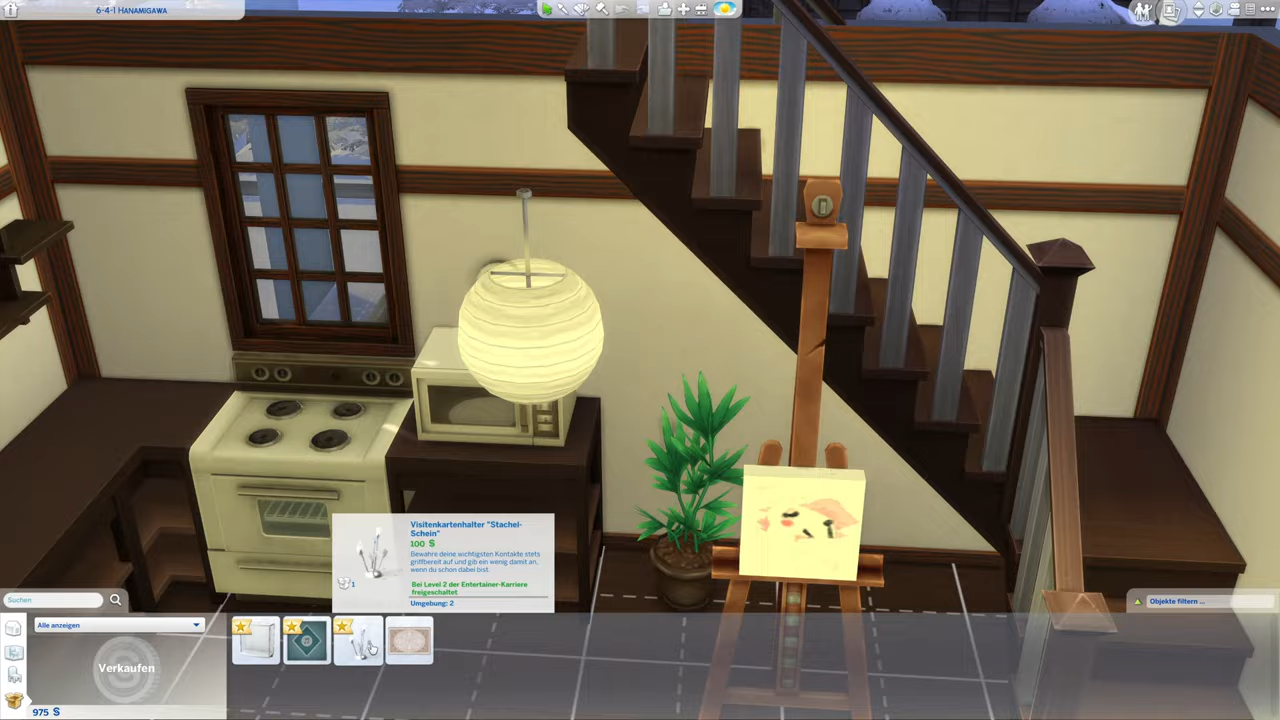 6-4-1 Hanamigawa
Visitenkartenhalter "Stachel-
Schein"
100 §
Bewahre deine wichtigsten Kontakte stets
griffbereit auf und gib ein wenig damit an,
wenn du schon dabei bist.
1
Bei Level 2 der Entertainer-Karriere
freigeschaltet
Umgebung: 2
Suchen
Objekte filtern ...
Alle anzeigen
Verkaufen
975 §